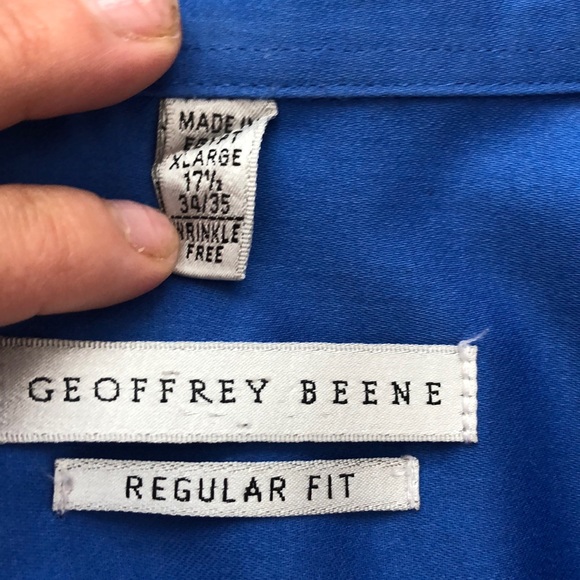 MADE IN
EGYPT
XLARGE
17½
34/35
WRINKLE
FREE
GEOFFREY BEENE
REGULAR FIT